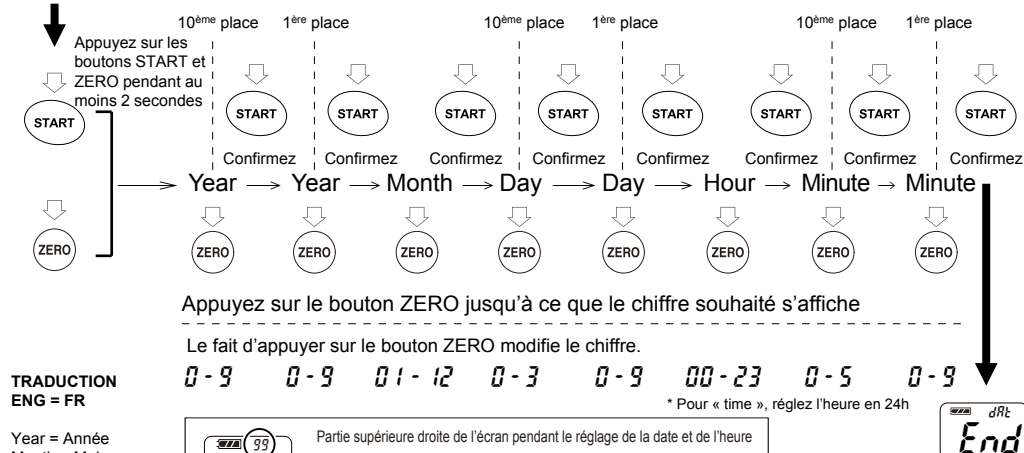 10ème place 1ère place 10ème place 1ère place 10ème place 1ère place
Appuyez sur les
boutons START et
ZERO pendant au
moins 2 secondes
START
START START START START START START START START
Confirmez Confirmez Confirmez Confirmez Confirmez Confirmez Confirmez Confirmez
Year → Year → Month → Day → Day → Hour → Minute → Minute
ZERO
ZERO ZERO ZERO ZERO ZERO ZERO ZERO ZERO
Appuyez sur le bouton ZERO jusqu'à ce que le chiffre souhaité s'affiche
Le fait d'appuyer sur le bouton ZERO modifie le chiffre.
0 - 9 0 - 9 01 - 12 0 - 3 0 - 9 00 - 23 0 - 5 0 - 9
* Pour « time », réglez l'heure en 24h
TRADUCTION
ENG = FR
Year = Année
99
Partie supérieure droite de l'écran pendant le réglage de la date et de l'heure
dAt
End